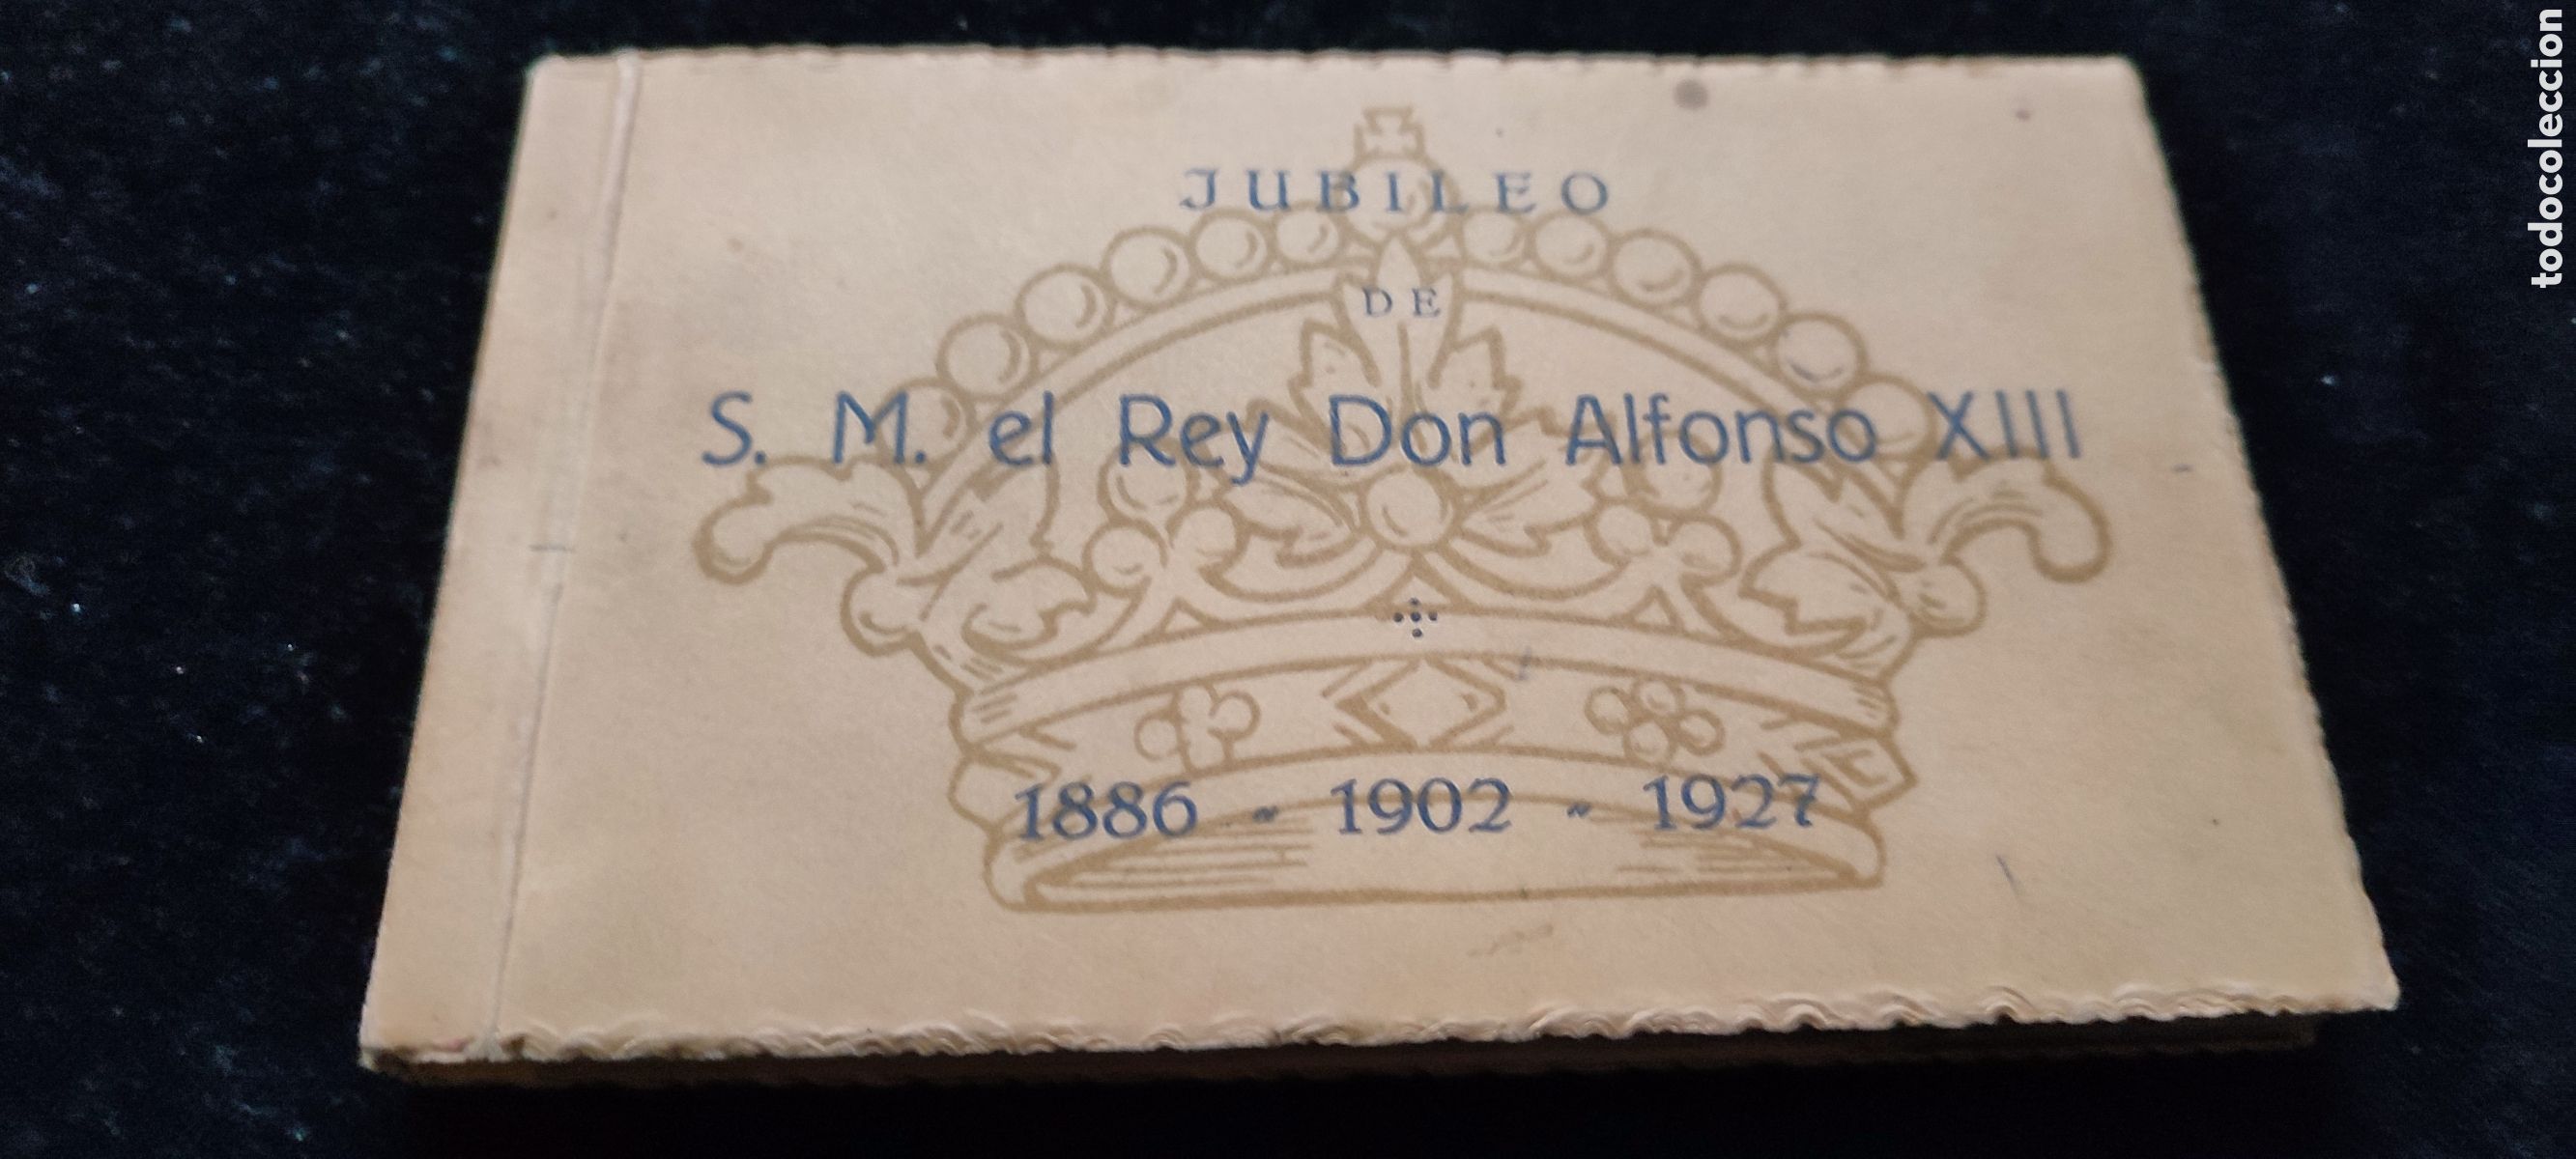 JUBILEO
DE
S. M. el Rey Don Alfonso XIII
1886 - 1902 - 1927
todocoleccion